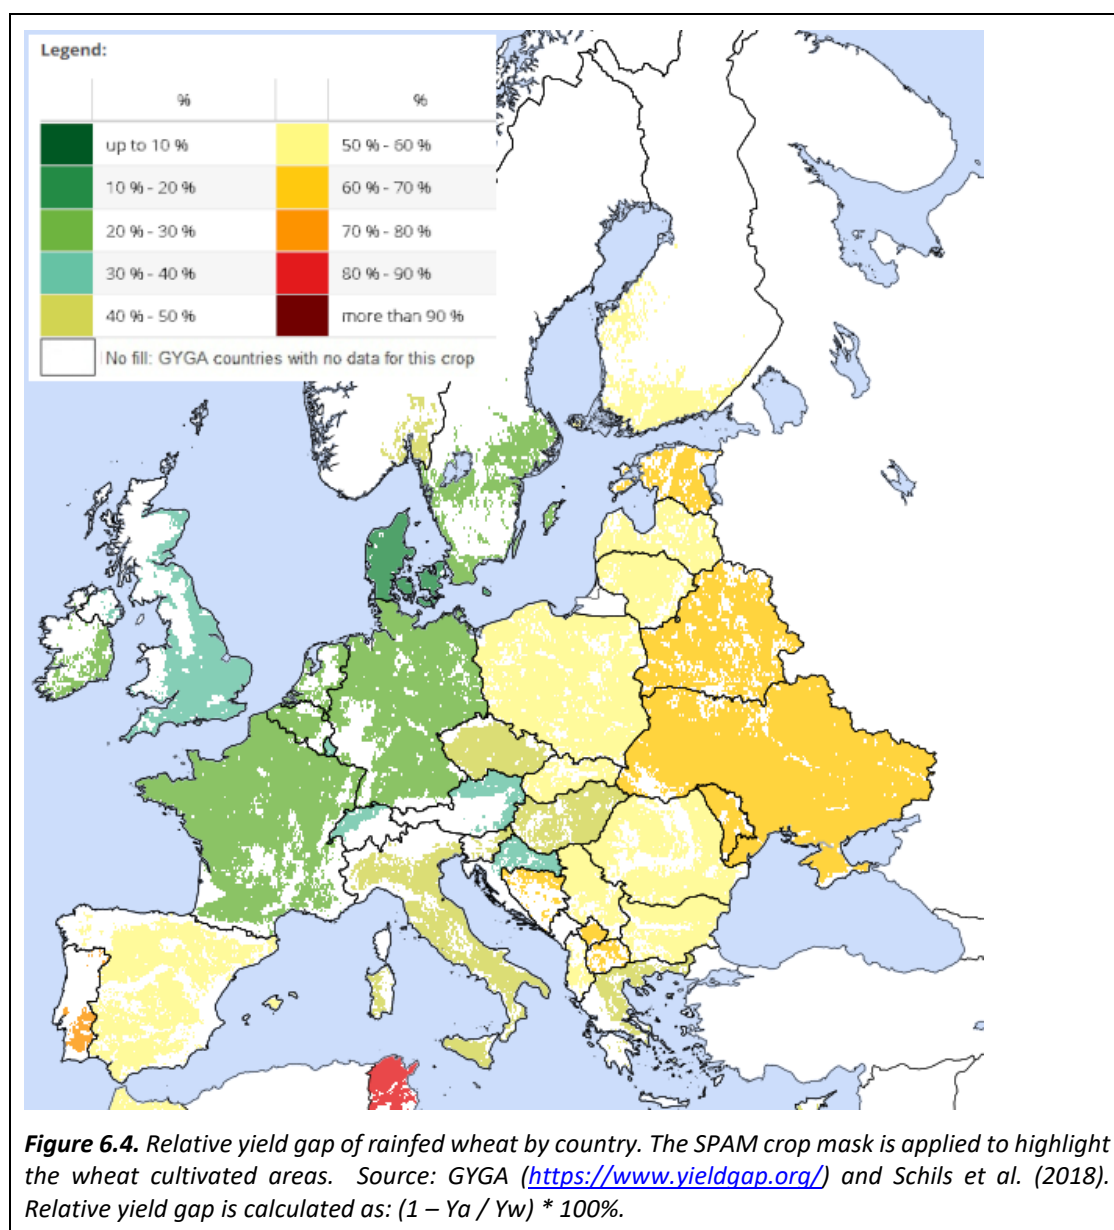 Legend:
% %
up to 10 % 50 % - 60 %
10 % - 20 % 60 % - 70 %
20 % - 30 % 70 % - 80 %
30 % - 40 % 80 % - 90 %
40 % - 50 % more than 90 %
No fill: GYGA countries with no data for this crop
Figure 6.4. Relative yield gap of rainfed wheat by country. The SPAM crop mask is applied to highlight
the wheat cultivated areas. Source: GYGA (https://www.yieldgap.org/) and Schils et al. (2018).
Relative yield gap is calculated as: (1 – Ya / Yw) * 100%.